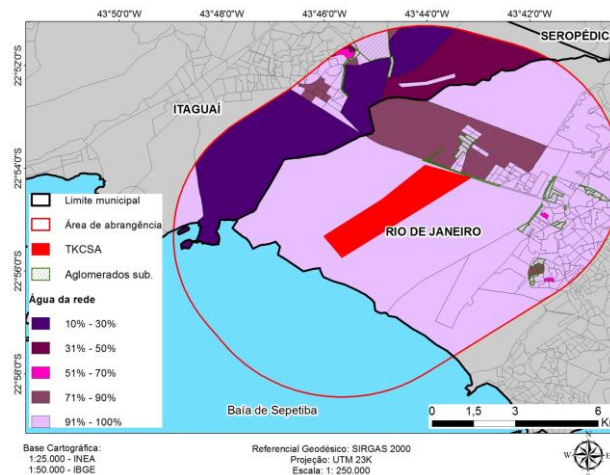 43°50'0"W 43°46'0"W 43°44'0"W 43°42'0"W
22°52'0"S
22°54'0"S
22°56'0"S
22°58'0"S
SEROPÉDICA
ITAGUAÍ
RIO DE JANEIRO
Baía de Sepetiba
Limite municipal
Área de abrangência
TKCSA
Aglomerados sub.
Água da rede
10% - 30%
31% - 50%
51% - 70%
71% - 90%
91% - 100%
0 1,5 3 6
Base Cartográfica:
1:25.000 - INEA
1:50.000 - IBGE
Referencial Geodésico: SIRGAS 2000
Projeção: UTM 23K
Escala: 1: 250.000
N